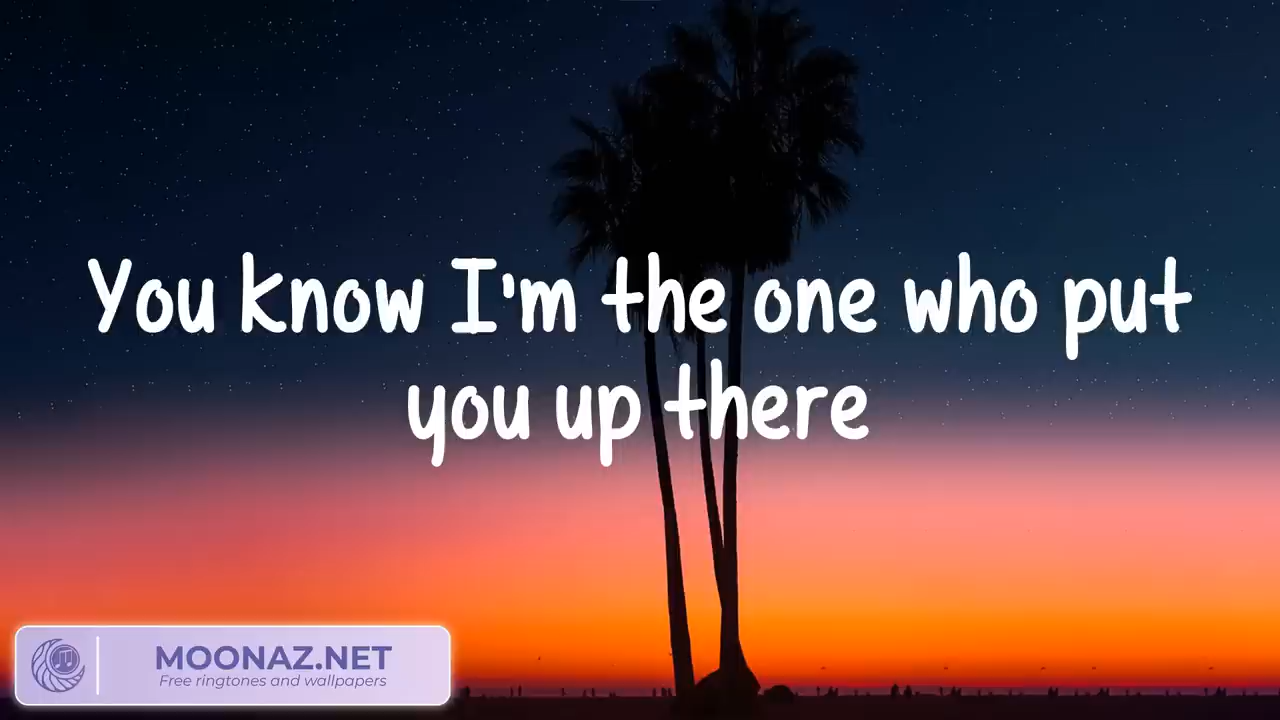 You know I'm the one who put
you up there
MOONAZ.NET
Free ringtones and wallpapers